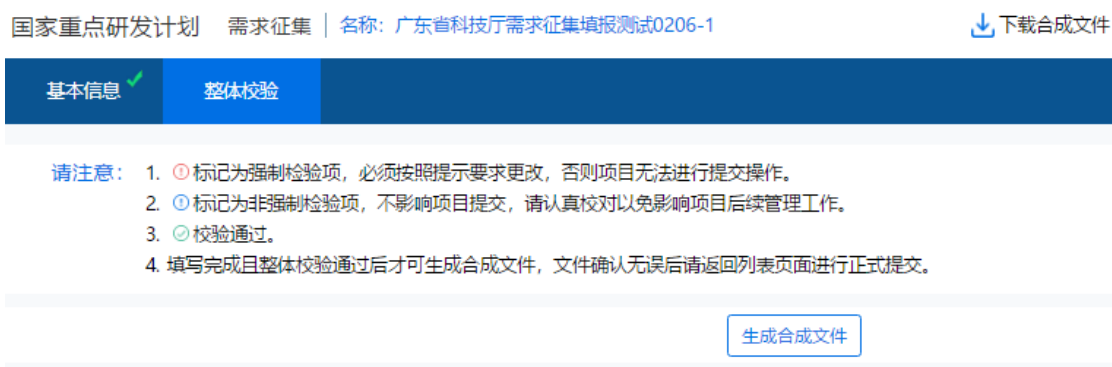 国家重点研发计划 需求征集 名称：广东省科技厅需求征集填报测试0206-1 下载合成文件
基本信息 整体校验
请注意： 1. 标记为强制检验项，必须按照提示要求更改，否则项目无法进行提交操作。
2. 标记为非强制检验项，不影响项目提交，请认真校对以免影响项目后续管理工作。
3. 校验通过。
4. 填写完成且整体校验通过后才可生成合成文件，文件确认无误后请返回列表页面进行正式提交。
生成合成文件